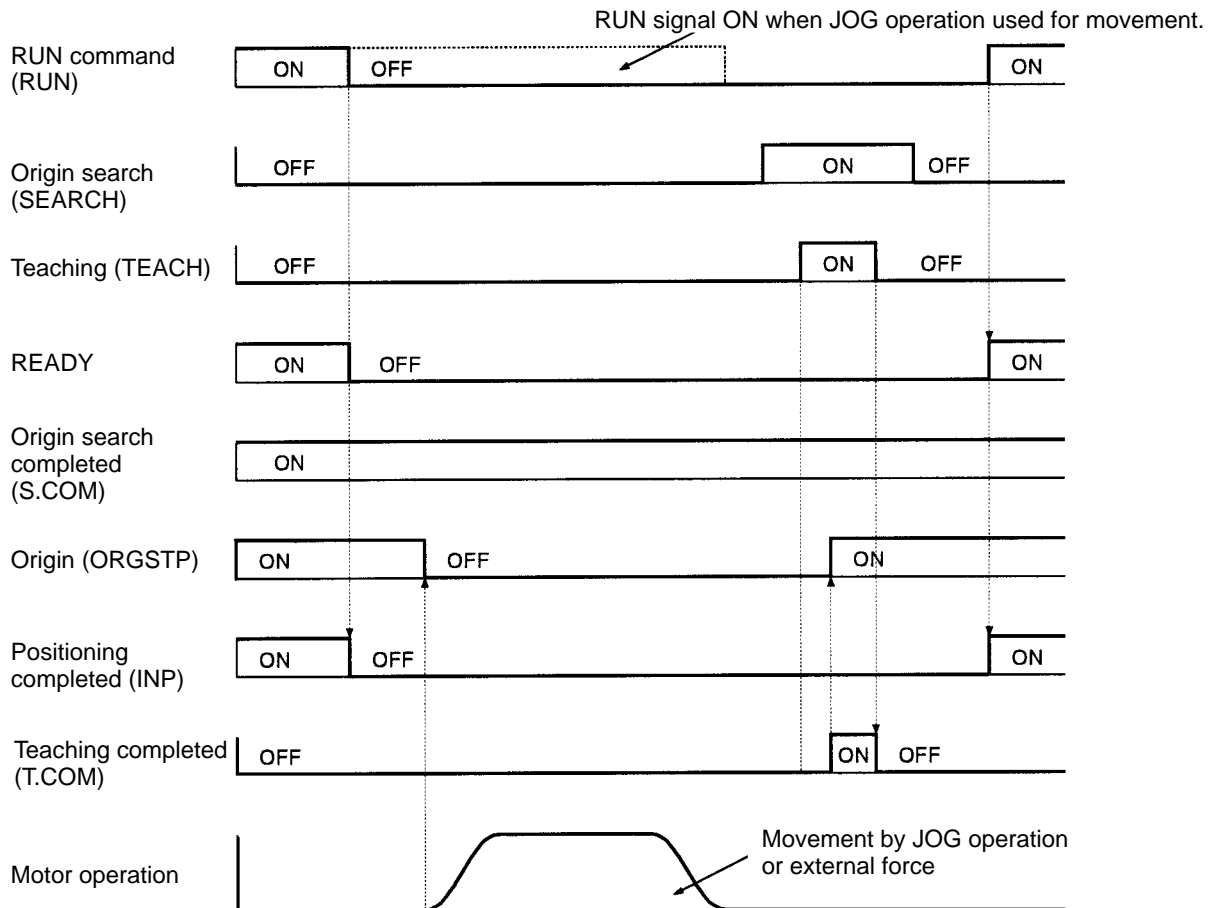 RUN signal ON when JOG operation used for movement.
RUN command
(RUN)
ON
OFF
ON
Origin search
(SEARCH)
OFF
ON
OFF
Teaching (TEACH)
OFF
ON
OFF
READY
ON
OFF
ON
Origin search
completed
(S.COM)
ON
Origin (ORGSTP)
ON
OFF
ON
Positioning
completed (INP)
ON
OFF
ON
Teaching completed
(T.COM)
OFF
ON
OFF
Movement by JOG operation
or external force
Motor operation